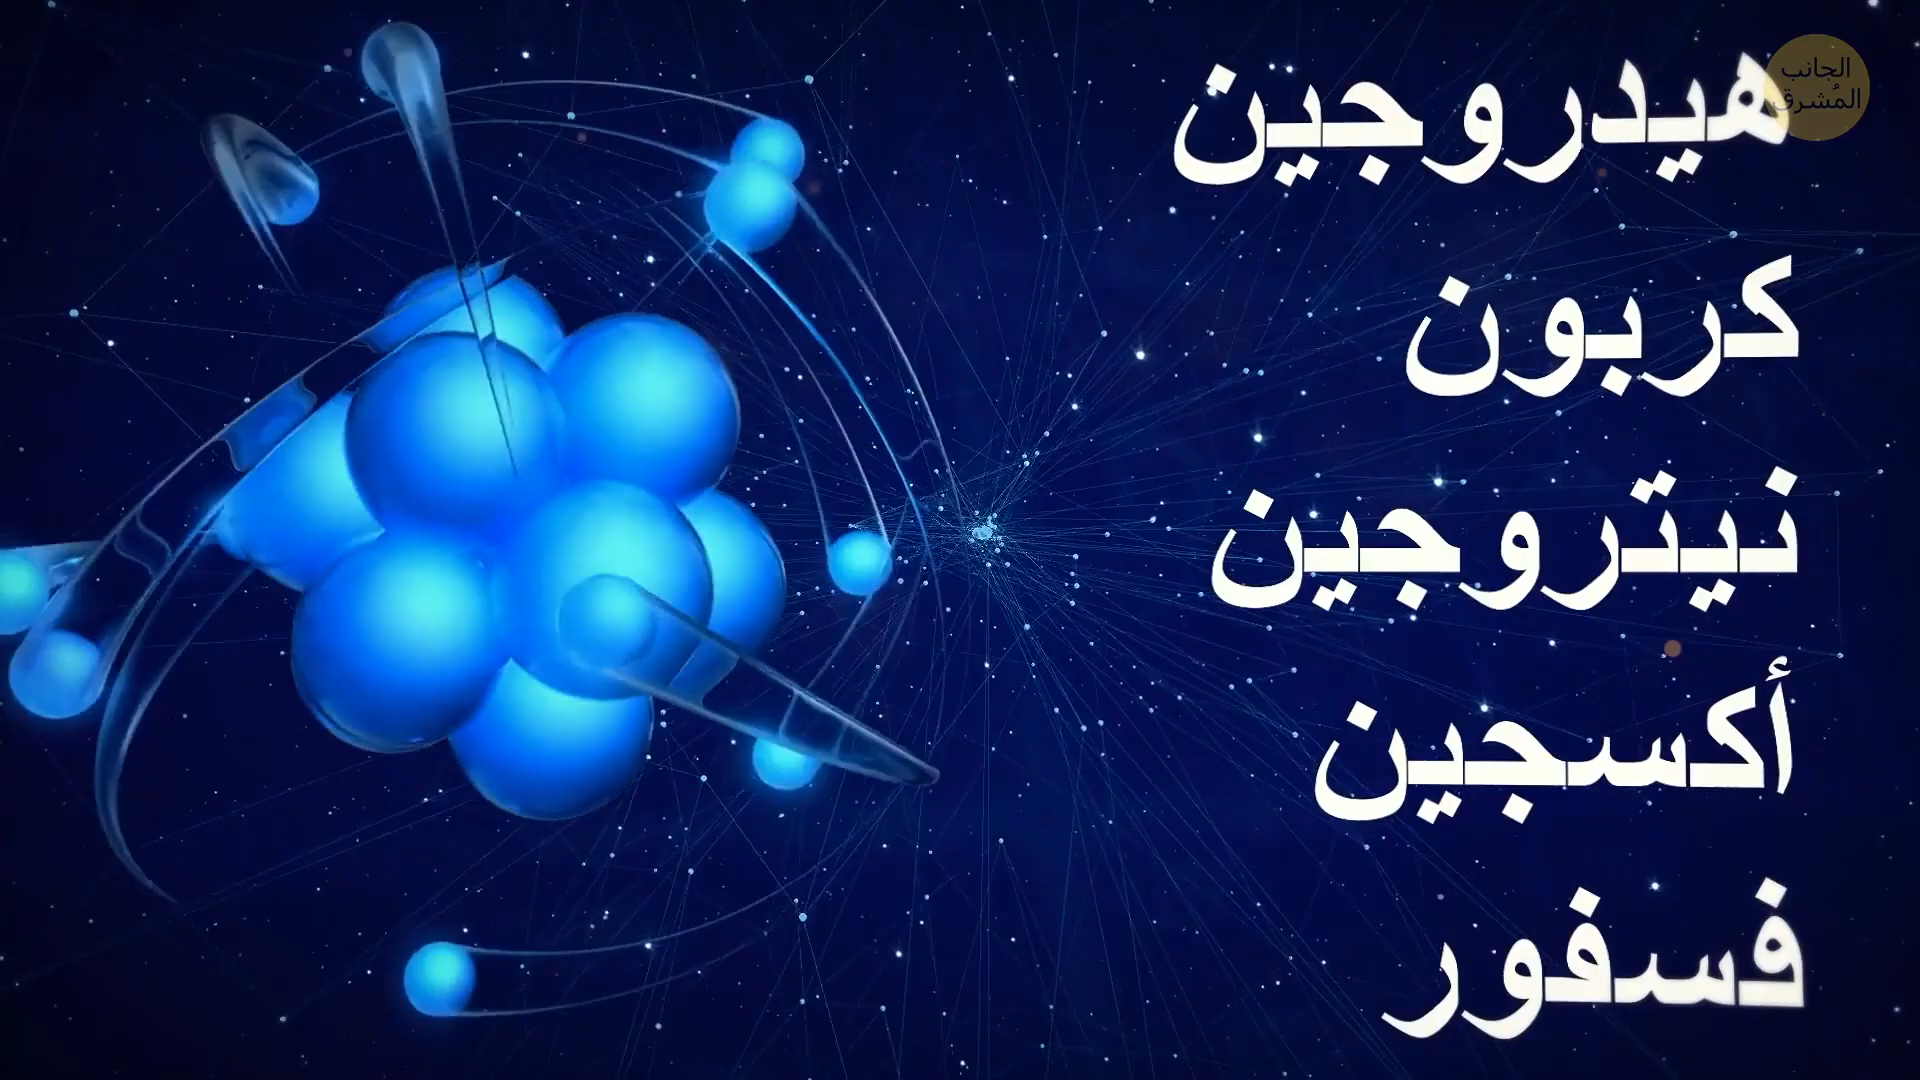 الجانب
المُشرق
هيدروجين
كربون
نيتروجين
أكسجين
فسفور